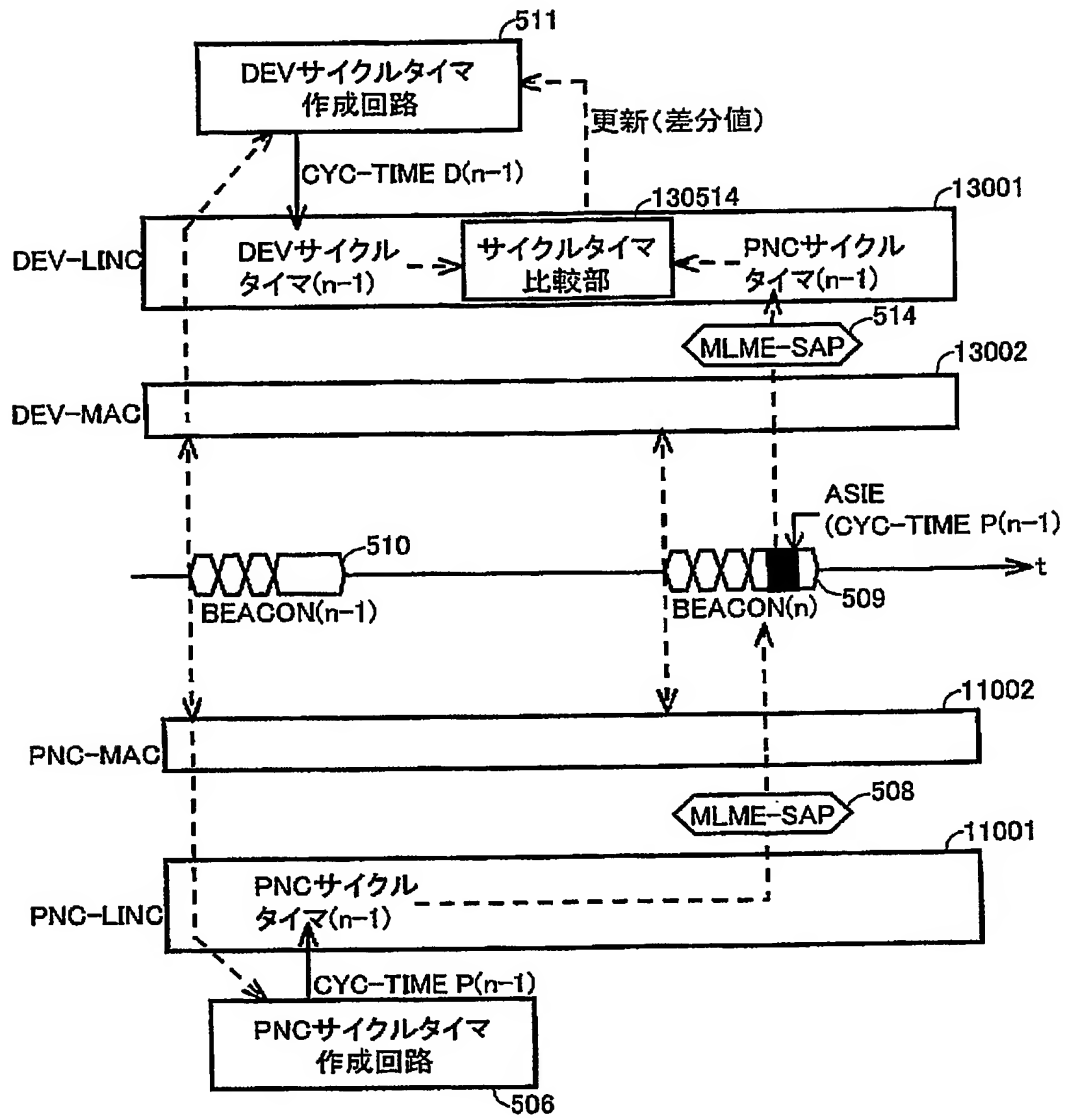 511
DEVサイクルタイマ
作成回路
更新(差分値)
CYC-TIME D(n-1)
130514
13001
DEV-LINC
DEVサイクル
タイマ(n-1)
サイクルタイマ
比較部
PNCサイクル
タイマ(n-1)
MLME-SAP
514
13002
DEV-MAC
ASIE
(CYC-TIME P(n-1)
510
t
BEACON(n-1)
BEACON(n)
509
11002
PNC-MAC
MLME-SAP
508
11001
PNC-LINC
PNCサイクル
タイマ(n-1)
CYC-TIME P(n-1)
PNCサイクルタイマ
作成回路
506